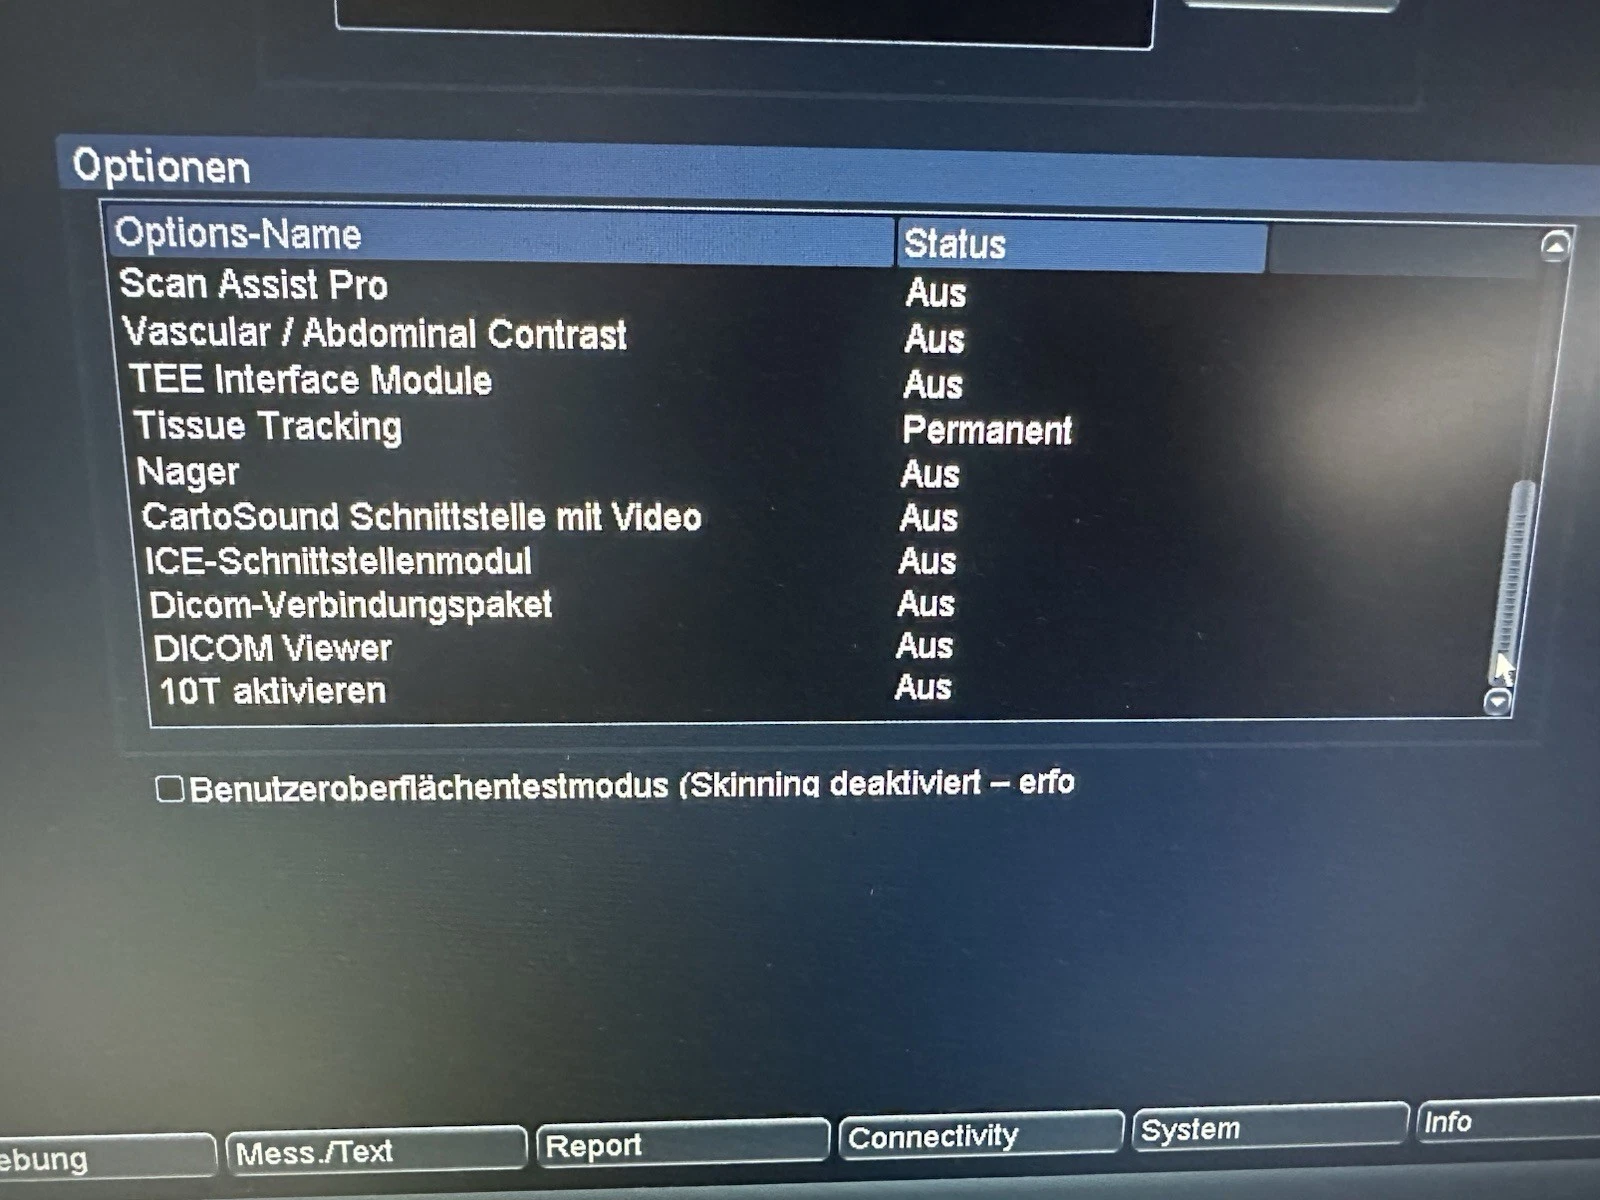 Optionen
Options-Name Status
Scan Assist Pro Aus
Vascular / Abdominal Contrast Aus
TEE Interface Module Aus
Tissue Tracking Permanent
Nager Aus
CartoSound Schnittstelle mit Video Aus
ICE-Schnittstellenmodul Aus
Dicom-Verbindungspaket Aus
DICOM Viewer Aus
10T aktivieren Aus
Benutzeroberflächentestmodus (Skinning deaktiviert – erfo
ebung Mess./Text Report Connectivity System Info